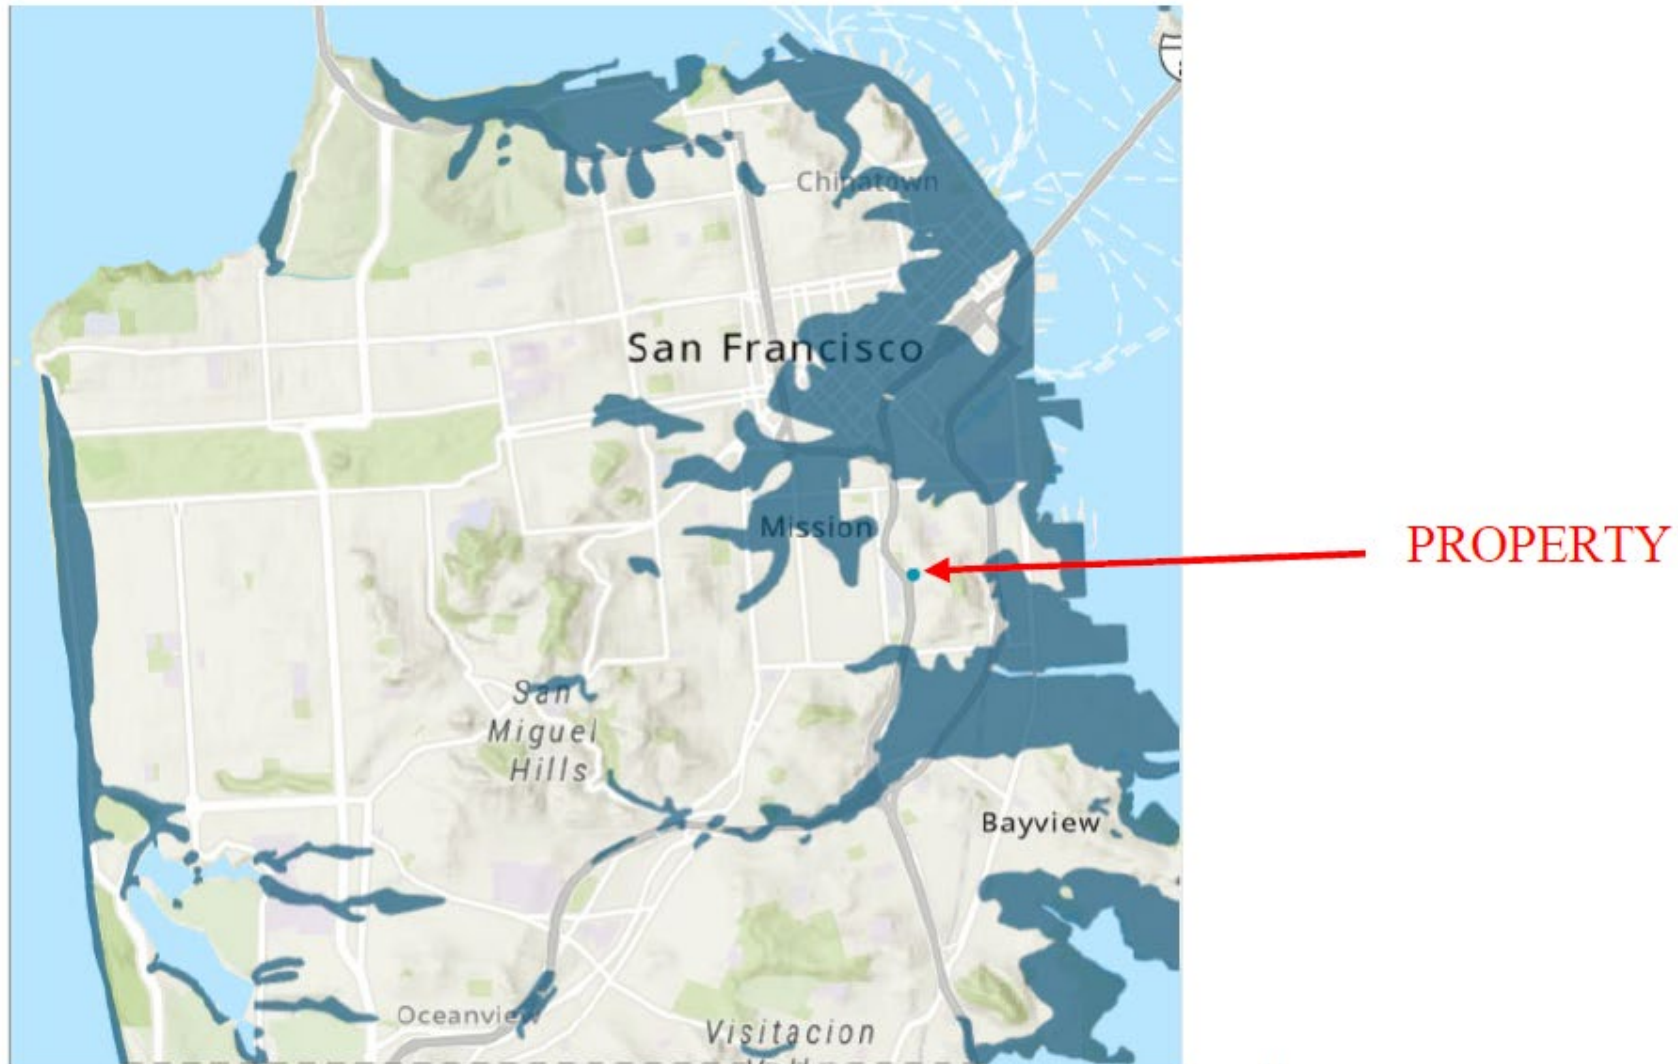 Chinatown
San Francisco
Mission
PROPERTY
San
Miguel
Hills
Bayview
Oceanview
Visitacion